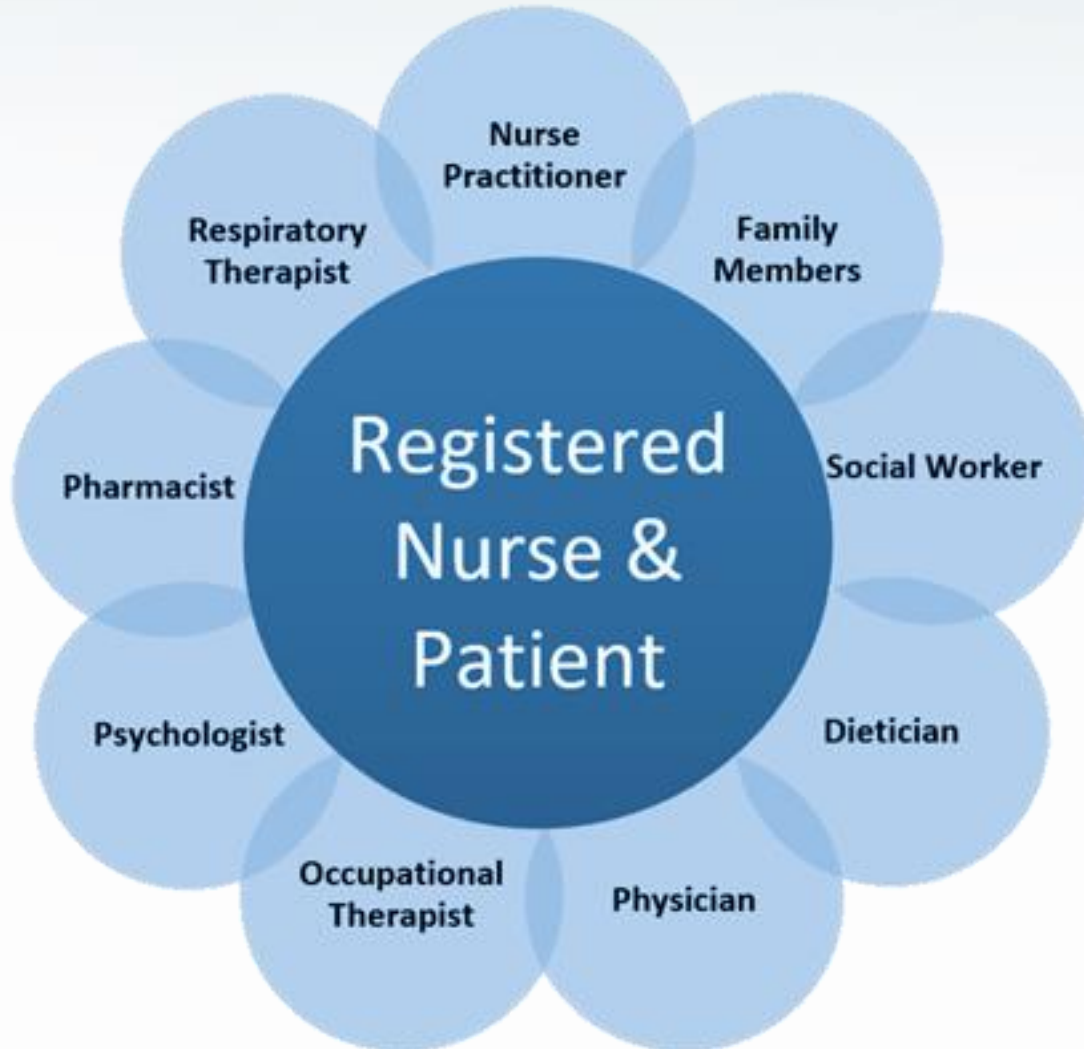 Nurse
Practitioner
Family
Members
Social Worker
Dietician
Physician
Occupational
Therapist
Psychologist
Pharmacist
Respiratory
Therapist
Registered
Nurse &
Patient